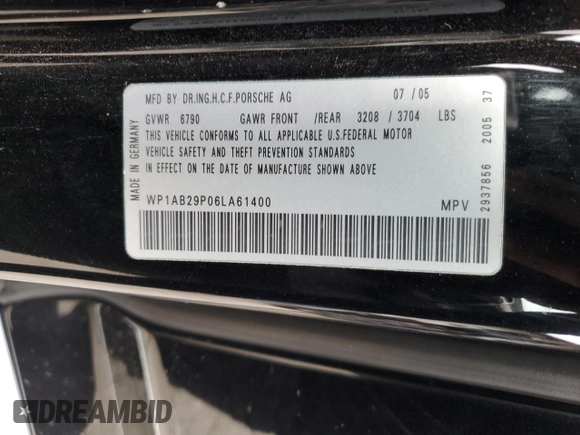 MFD BY DR.ING.H.C.F.PORSCHE AG 07 / 05
GVWR 6790 GAWR FRONT /REAR 3208 / 3704 LBS
THIS VEHICLE CONFORMS TO ALL APPLICABLE U.S.FEDERAL MOTOR
VEHICLE SAFETY AND THEFT PREVENTION STANDARDS
IN EFFECT ON THE DATE OF MANUFACTURE SHOWN ABOVE
WP1AB29P06LA61400 MPV
MADE IN GERMANY
2937856 2005 37
DREAMBID